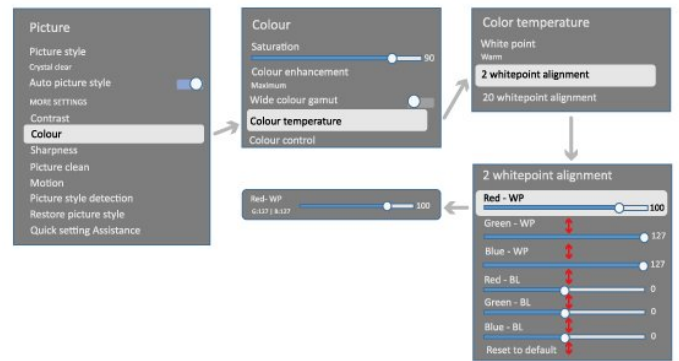 Picture
Picture style
Crystal clear
Auto picture style
MORE SETTINGS
Contrast
Colour
Sharpness
Picture clean
Motion
Picture style detection
Restore picture style
Quick setting Assistance
Colour
Saturation
90
Colour enhancement
Maximum
Wide colour gamut
Colour temperature
Colour control
Color temperature
White point
Warm
2 whitepoint alignment
20 whitepoint alignment
2 whitepoint alignment
Red - WP
100
Green - WP
127
Blue - WP
127
Red - BL
0
Green - BL
0
Blue - BL
0
Reset to default
Red- WP
G:127 | B:127
100